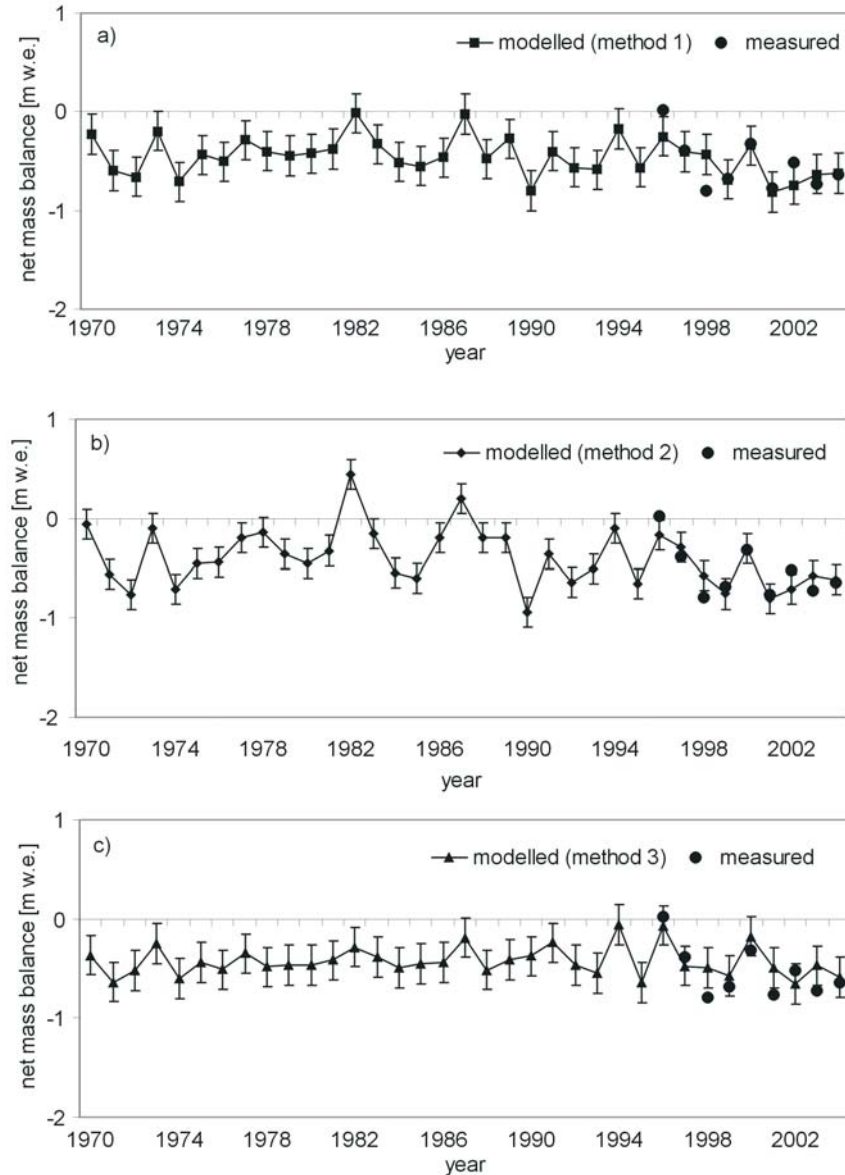 1
a)
modelled (method 1)
measured
0
-1
-2
net mass balance [m w.e.]
1970 1974 1978 1982 1986 1990 1994 1998 2002
year
1
b)
modelled (method 2)
measured
0
-1
-2
net mass balance [m w.e.]
1970 1974 1978 1982 1986 1990 1994 1998 2002
year
1
c)
modelled (method 3)
measured
0
-1
-2
net mass balance [m w.e.]
1970 1974 1978 1982 1986 1990 1994 1998 2002
year